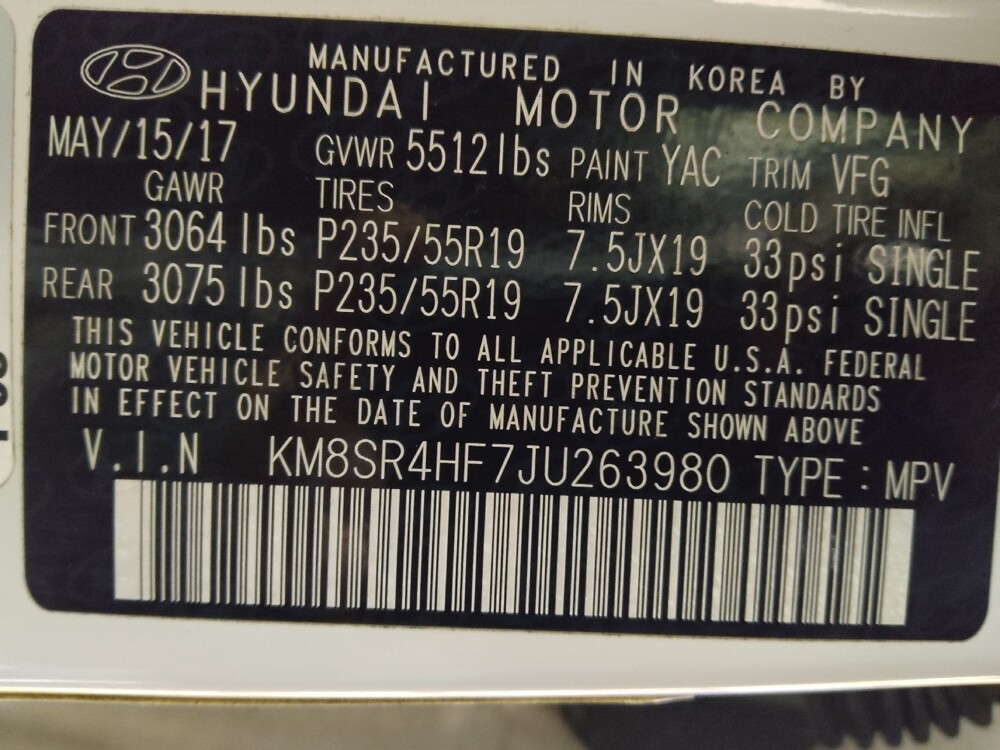 MANUFACTURED IN KOREA BY
HYUNDAI MOTOR COMPANY
MAY/15/17 GVWR 5512lbs PAINT YAC TRIM VFG
GAWR TIRES RIMS COLD TIRE INFL
FRONT 3064 lbs P235/55R19 7.5JX19 33psi SINGLE
REAR 3075 lbs P235/55R19 7.5JX19 33psi SINGLE
THIS VEHICLE CONFORMS TO ALL APPLICABLE U.S.A. FEDERAL
MOTOR VEHICLE SAFETY AND THEFT PREVENTION STANDARDS
IN EFFECT ON THE DATE OF MANUFACTURE SHOWN ABOVE
V.I.N KM8SR4HF7JU263980 TYPE : MPV